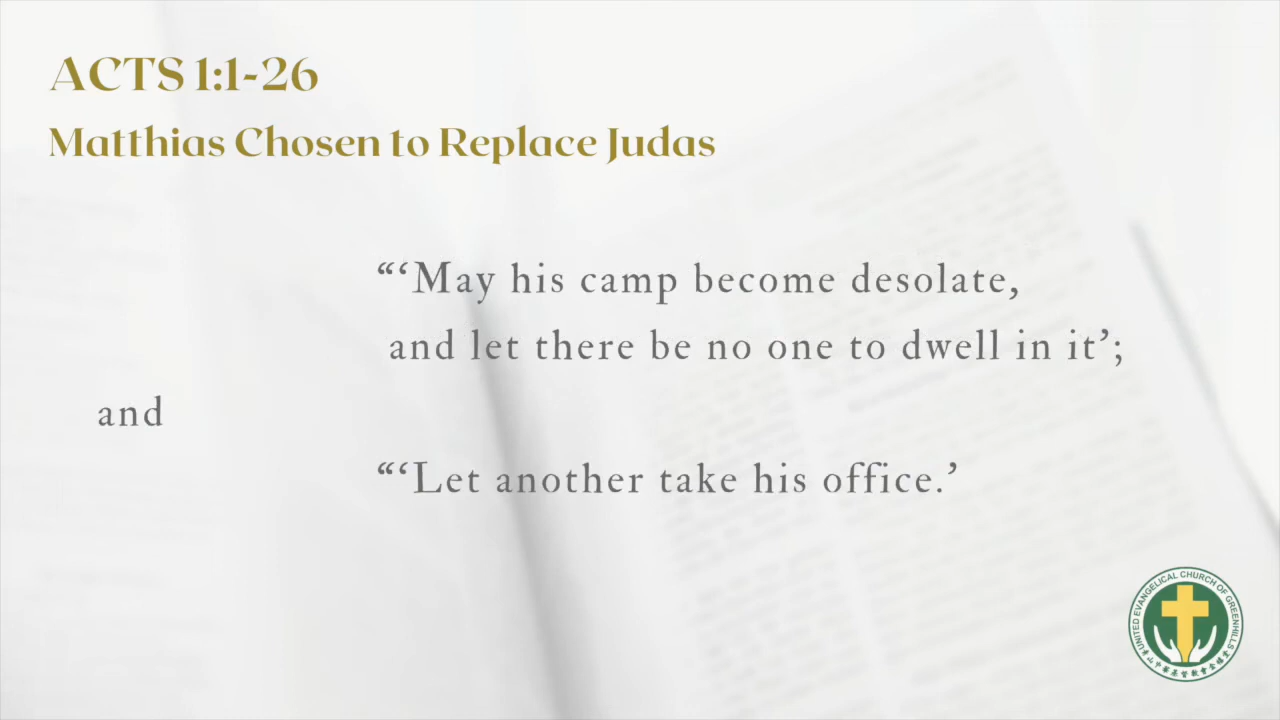 ACTS 1:1-26
Matthias Chosen to Replace Judas
“‘May his camp become desolate,
and let there be no one to dwell in it’;
and
“‘Let another take his office.’
UNITED EVANGELICAL CHURCH OF GREENHILLS